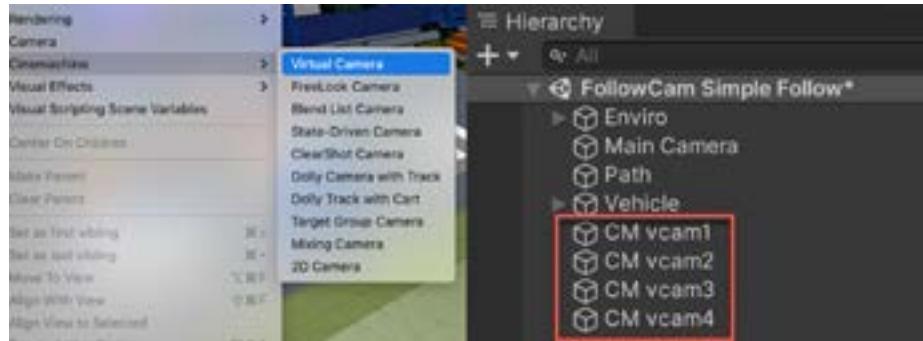 Rendering
Camera
Cinemachine
Visual Effects
Visual Scripting Scene Variables
Center On Children
Make Parent
Clear Parent
Set as first sibling
Set as last sibling
Move To View
Align With View
Align View to Selected
Virtual Camera
FreeLook Camera
Blend List Camera
State-Driven Camera
ClearShot Camera
Dolly Camera with Track
Dolly Track with Cart
Target Group Camera
Mixing Camera
2D Camera
Hierarchy
All
FollowCam Simple Follow*
Enviro
Main Camera
Path
Vehicle
CM vcam1
CM vcam2
CM vcam3
CM vcam4